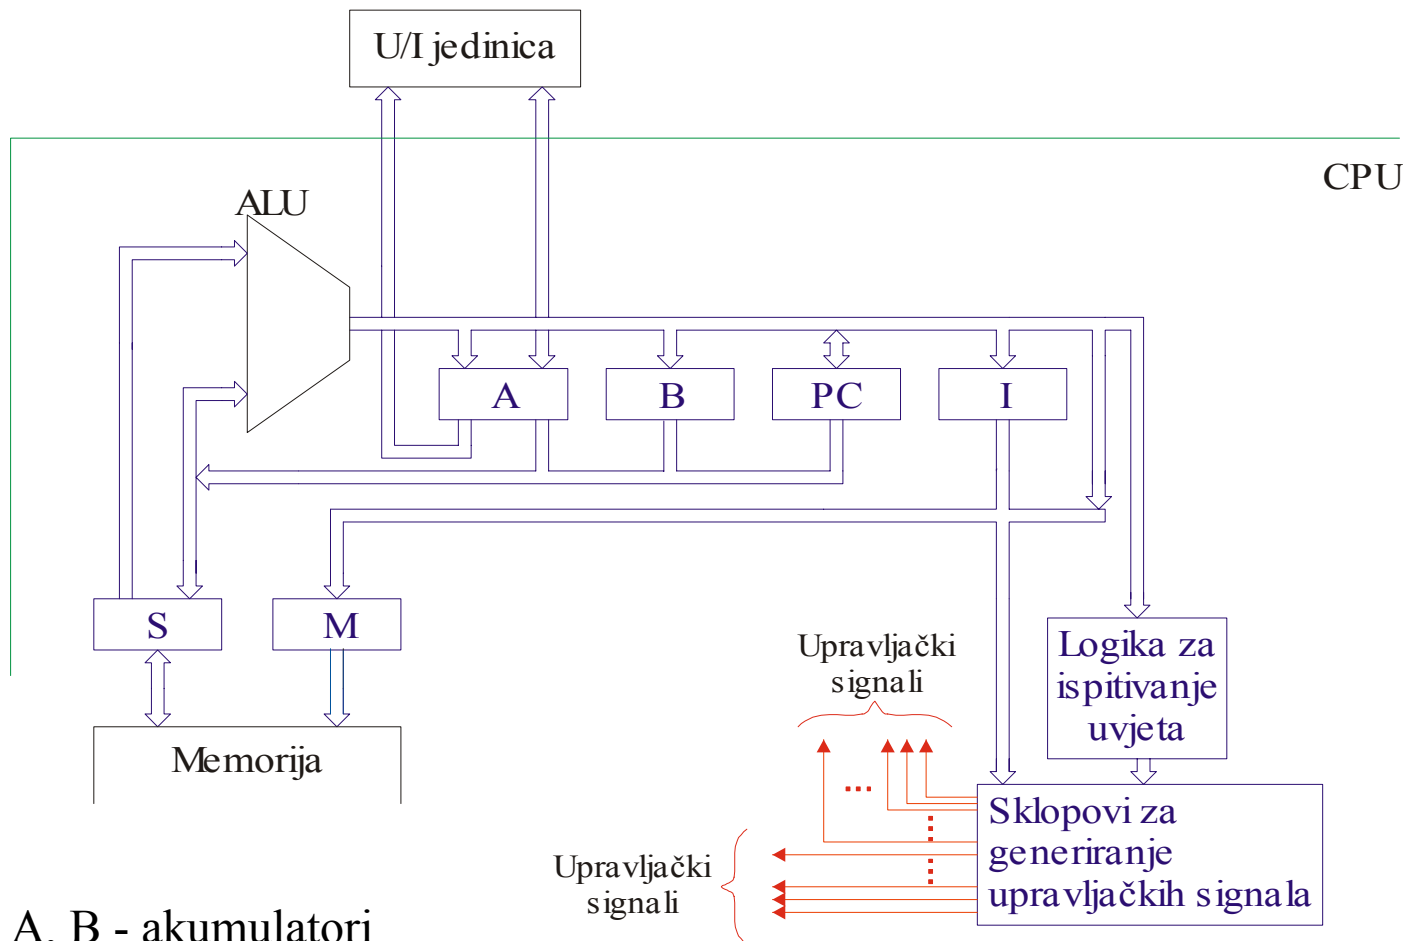 U/I jedinica
CPU
ALU
A
B
PC
I
S
M
Memorija
Upravljački
signali
Logika za
ispitivanje
uvjeta
Upravljački
signali
Sklopovi za
generiranje
upravljačkih signala
A, B - akumulatori